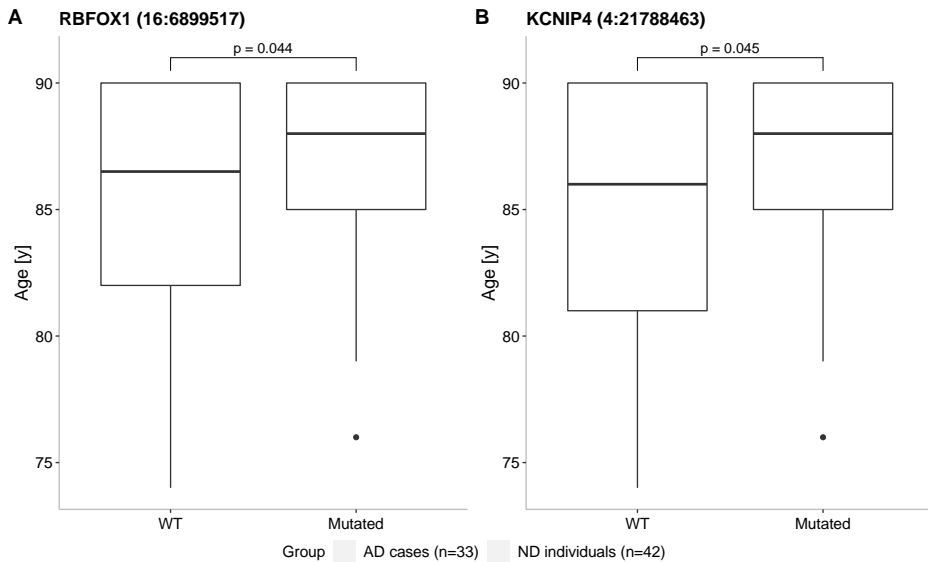 A RBFOX1 (16:6899517)
p = 0.044
90
85
80
75
Age [y]
WT Mutated
B KCNIP4 (4:21788463)
p = 0.045
90
85
80
75
Age [y]
WT Mutated
Group AD cases (n=33) ND individuals (n=42)